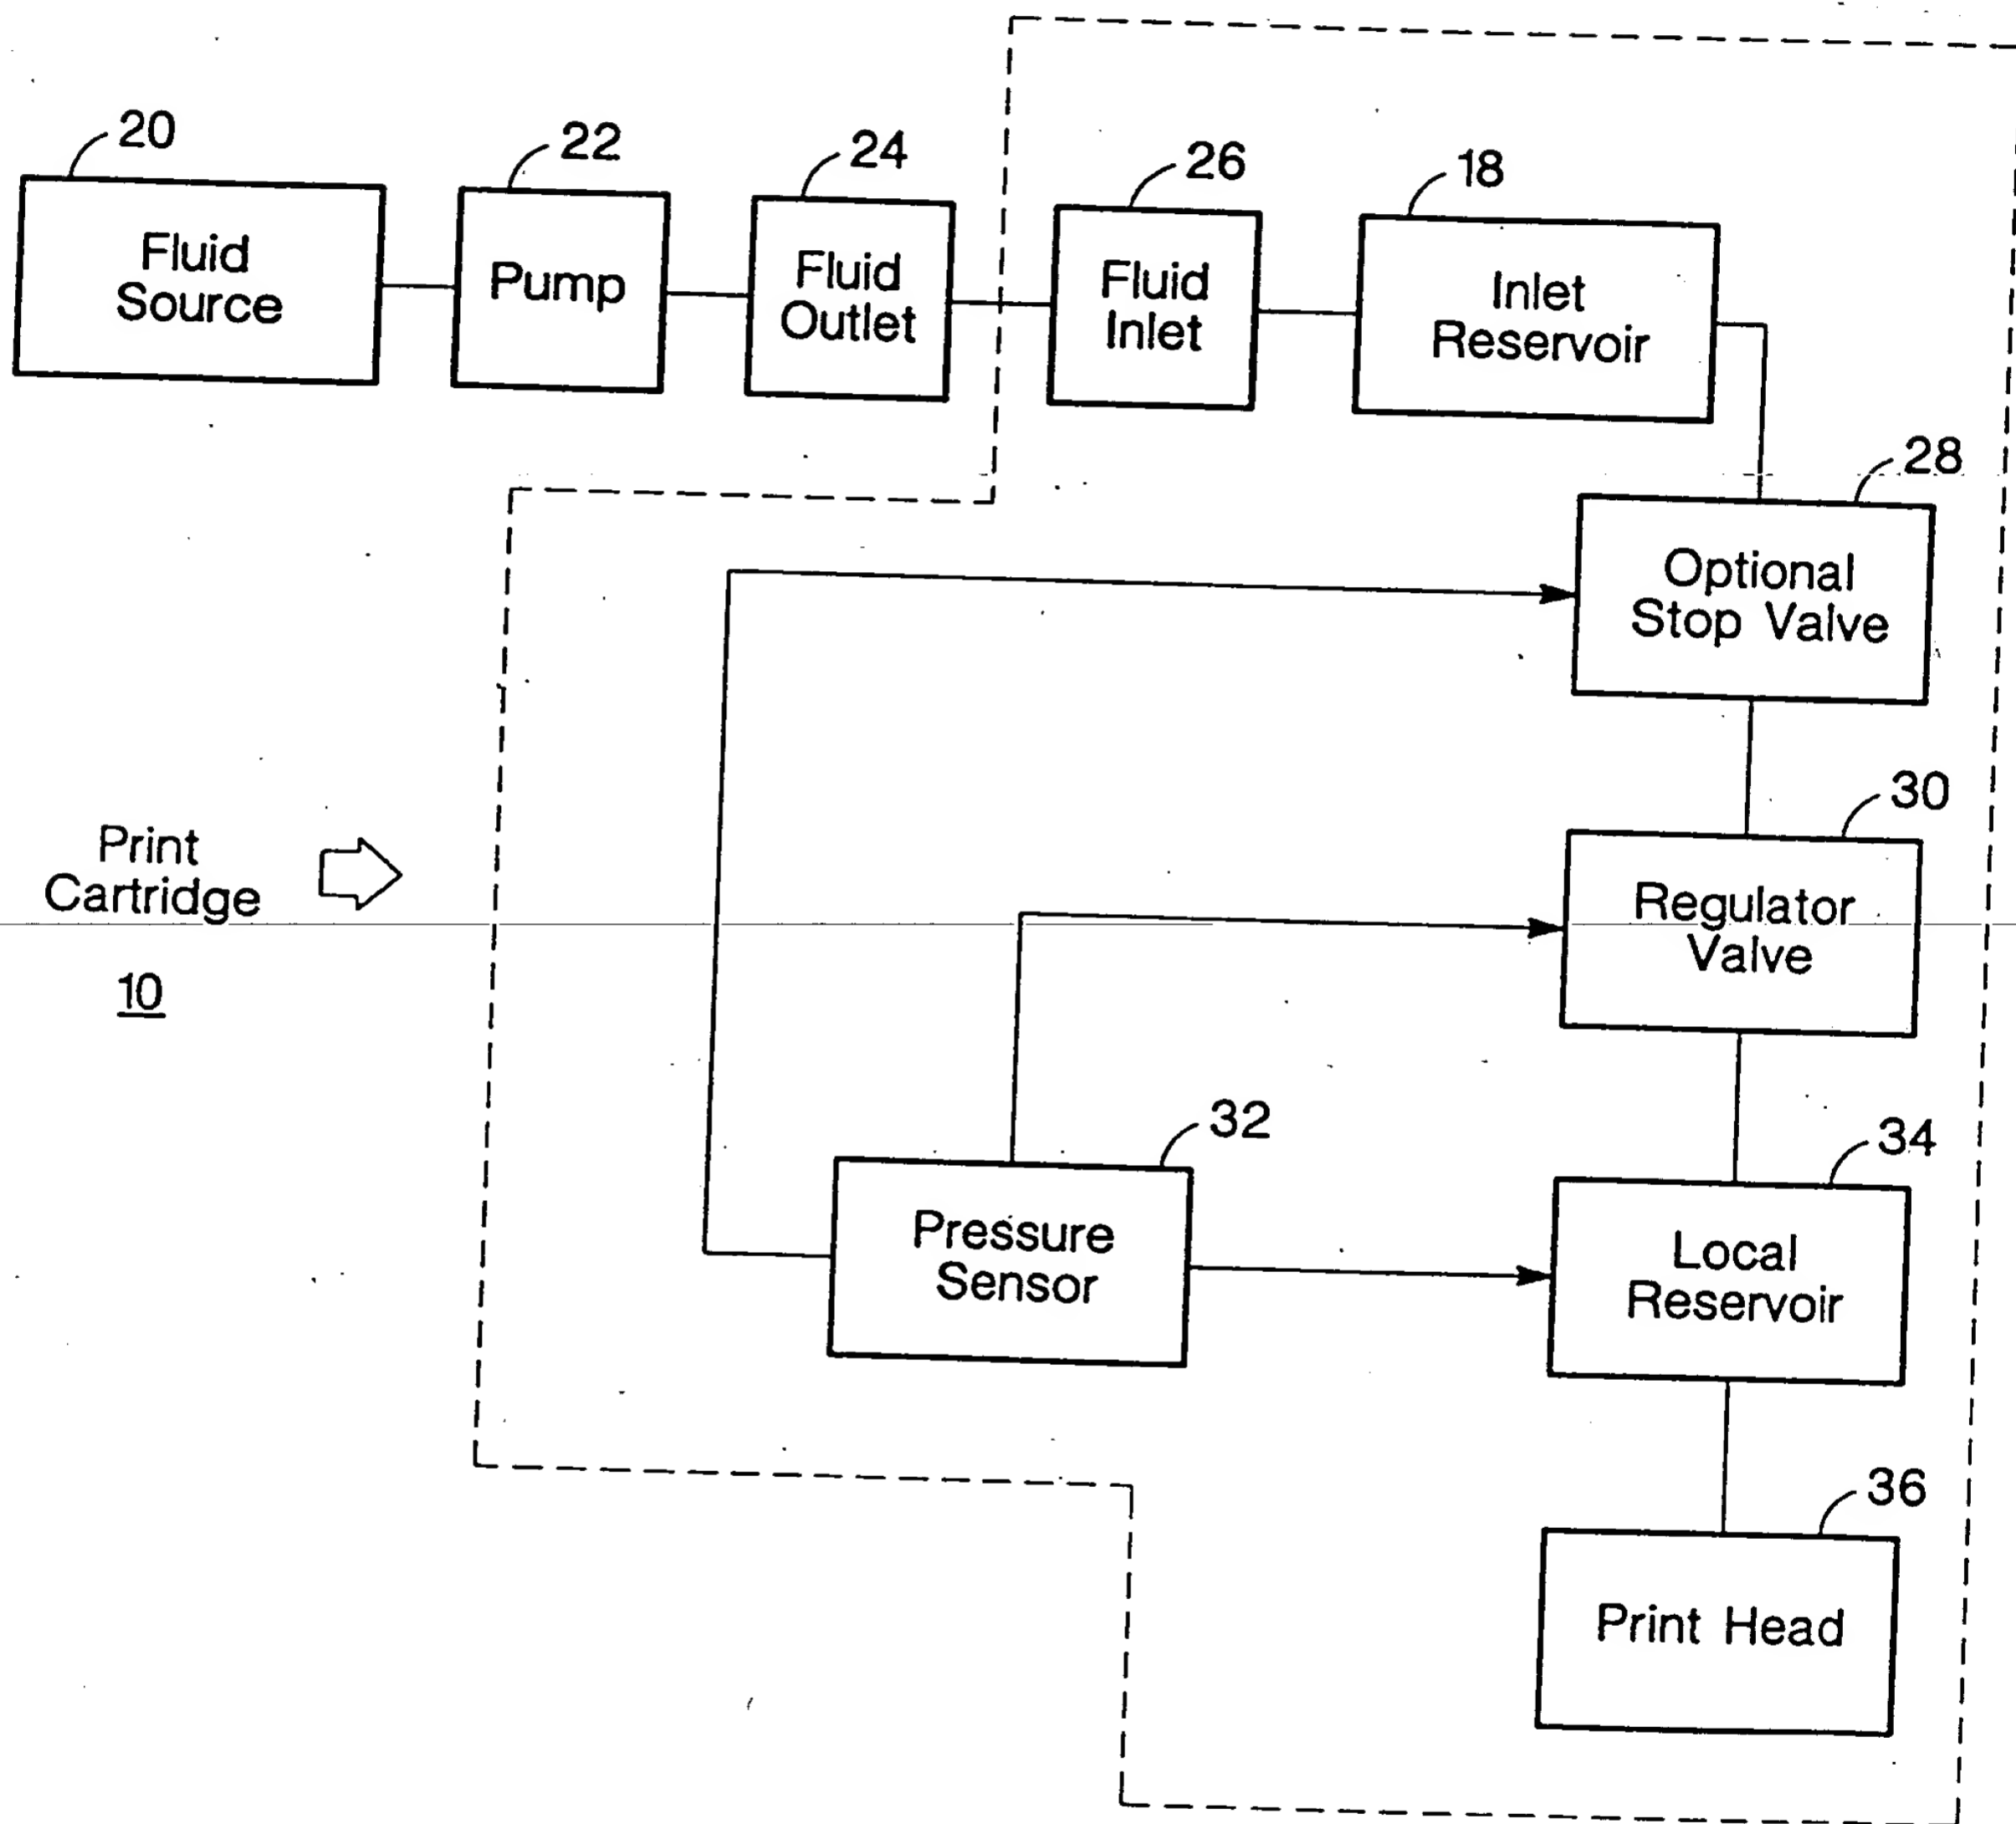 20
22
24
26
18
Fluid
Source
Pump
Fluid
Outlet
Fluid
Inlet
Inlet
Reservoir
28
Optional
Stop Valve
30
Print
Cartridge
10
Regulator
Valve
32
34
Pressure
Sensor
Local
Reservoir
36
Print Head